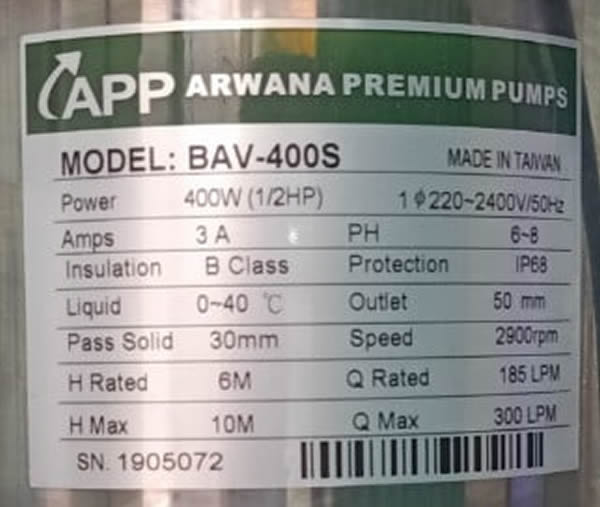 APP ARWANA PREMIUM PUMPS
MODEL: BAV-400S MADE IN TAIWAN
Power 400W (1/2HP) 1 ϕ 220~2400V/50Hz
Amps 3 A PH 6~8
Insulation B Class Protection IP68
Liquid 0~40 ℃ Outlet 50 mm
Pass Solid 30mm Speed 2900rpm
H Rated 6M Q Rated 185 LPM
H Max 10M Q Max 300 LPM
SN. 1905072